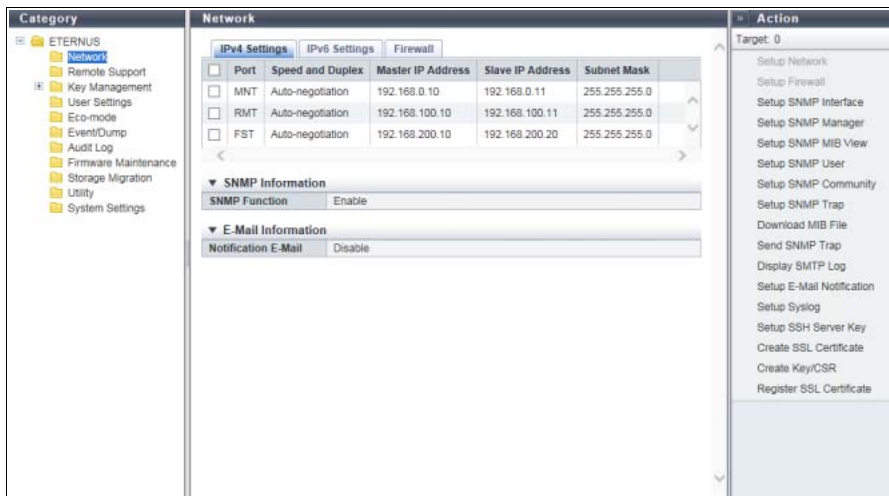 Category
ETERNUS
Network
Remote Support
Key Management
User Settings
Eco-mode
Event/Dump
Audit Log
Firmware Maintenance
Storage Migration
Utility
System Settings
Network
IPv4 Settings IPv6 Settings Firewall
Port Speed and Duplex Master IP Address Slave IP Address Subnet Mask
MNT Auto-negotiation 192.168.0.10 192.168.0.11 255.255.255.0
RMT Auto-negotiation 192.168.100.10 192.168.100.11 255.255.255.0
FST Auto-negotiation 192.168.200.10 192.168.200.20 255.255.255.0
▼ SNMP Information
SNMP Function Enable
▼ E-Mail Information
Notification E-Mail Disable
» Action
Target: 0
Setup Network
Setup Firewall
Setup SNMP Interface
Setup SNMP Manager
Setup SNMP MIB View
Setup SNMP User
Setup SNMP Community
Setup SNMP Trap
Download MIB File
Send SNMP Trap
Display SMTP Log
Setup E-Mail Notification
Setup Syslog
Setup SSH Server Key
Create SSL Certificate
Create Key/CSR
Register SSL Certificate